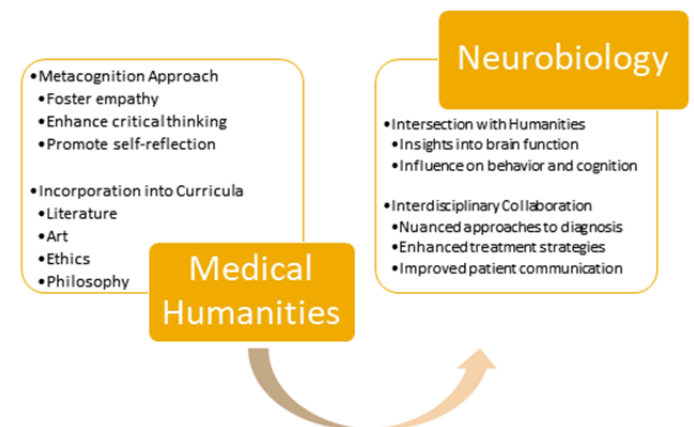 •Metacognition Approach
•Foster empathy
•Enhance critical thinking
•Promote self-reflection
•Incorporation into Curricula
•Literature
•Art
•Ethics
•Philosophy
Medical
Humanities
Neurobiology
•Intersection with Humanities
•Insights into brain function
•Influence on behavior and cognition
•Interdisciplinary Collaboration
•Nuanced approaches to diagnosis
•Enhanced treatment strategies
•Improved patient communication